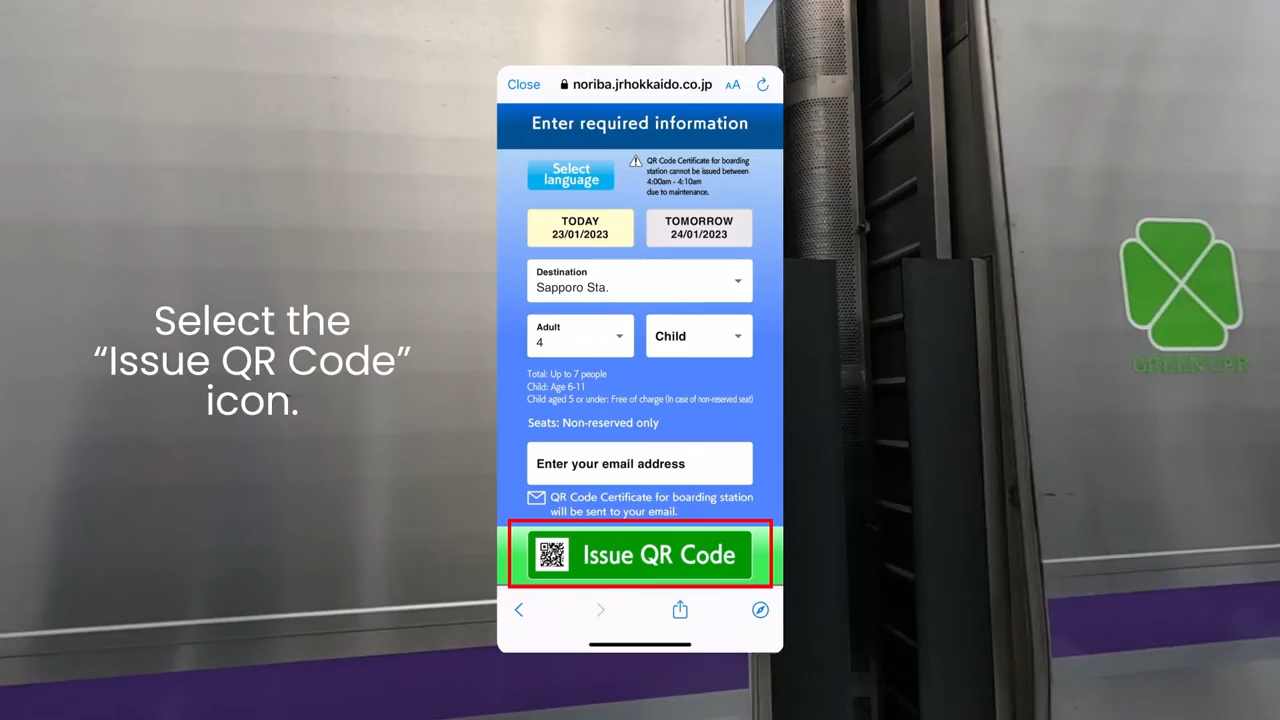 Select the
“Issue QR Code”
icon.
Close
noriba.jrhokkaido.co.jp
AA
Enter required information
Select
language
QR Code Certificate for boarding
station cannot be issued between
4:00am - 4:10am
due to maintenance.
TODAY
23/01/2023
TOMORROW
24/01/2023
Destination
Sapporo Sta.
Adult
4
Child
Total: Up to 7 people
Child: Age 6-11
Child aged 5 or under: Free of charge (In case of non-reserved seat)
Seats: Non-reserved only
Enter your email address
QR Code Certificate for boarding station
will be sent to your email.
Issue QR Code
GREEN CAR